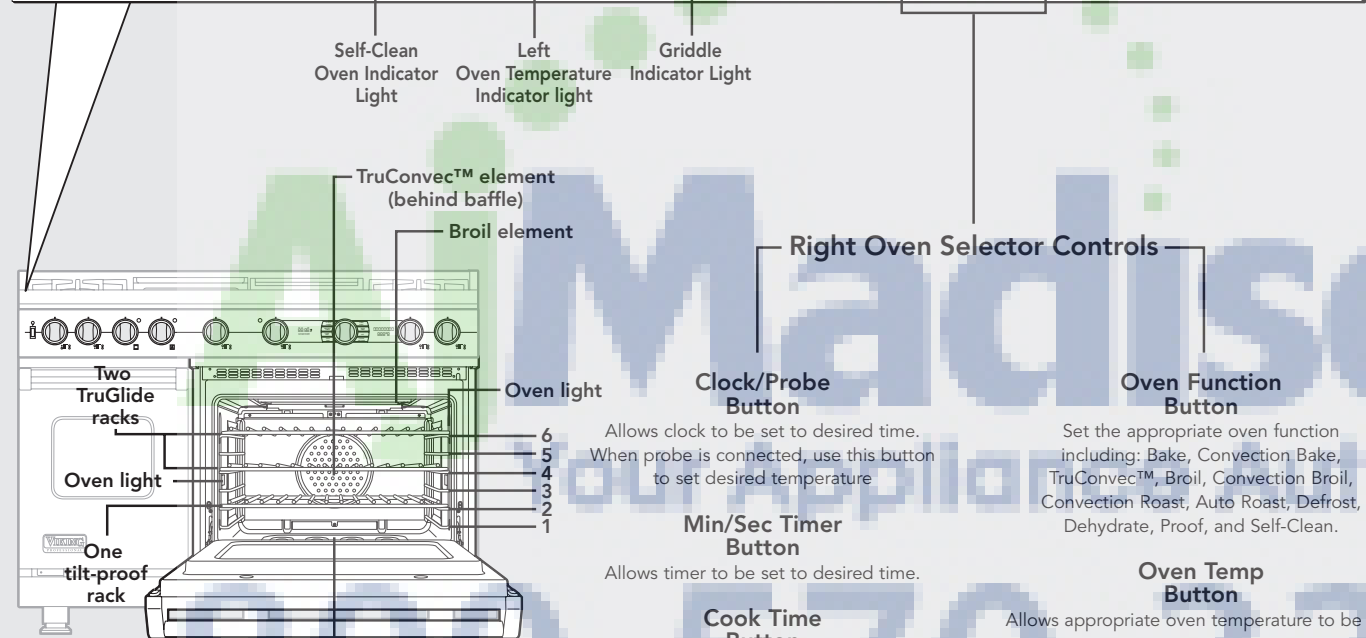 Self-Clean
Oven Indicator
Light
Left
Oven Temperature
Indicator light
Griddle
Indicator Light
TruConvec™ element
(behind baffle)
Broil element
Right Oven Selector Controls
Two
TruGlide
racks
Oven light
Oven light
One
tilt-proof
rack
6
5
4
3
2
1
VIKING
Clock/Probe
Button
Allows clock to be set to desired time.
When probe is connected, use this button
to set desired temperature
Min/Sec Timer
Button
Allows timer to be set to desired time.
Cook Time
Button
Oven Function
Button
Set the appropriate oven function
including: Bake, Convection Bake,
TruConvec™, Broil, Convection Broil,
Convection Roast, Auto Roast, Defrost,
Dehydrate, Proof, and Self-Clean.
Oven Temp
Button
Allows appropriate oven temperature to be
AjMadiso
Your Appliance Aut